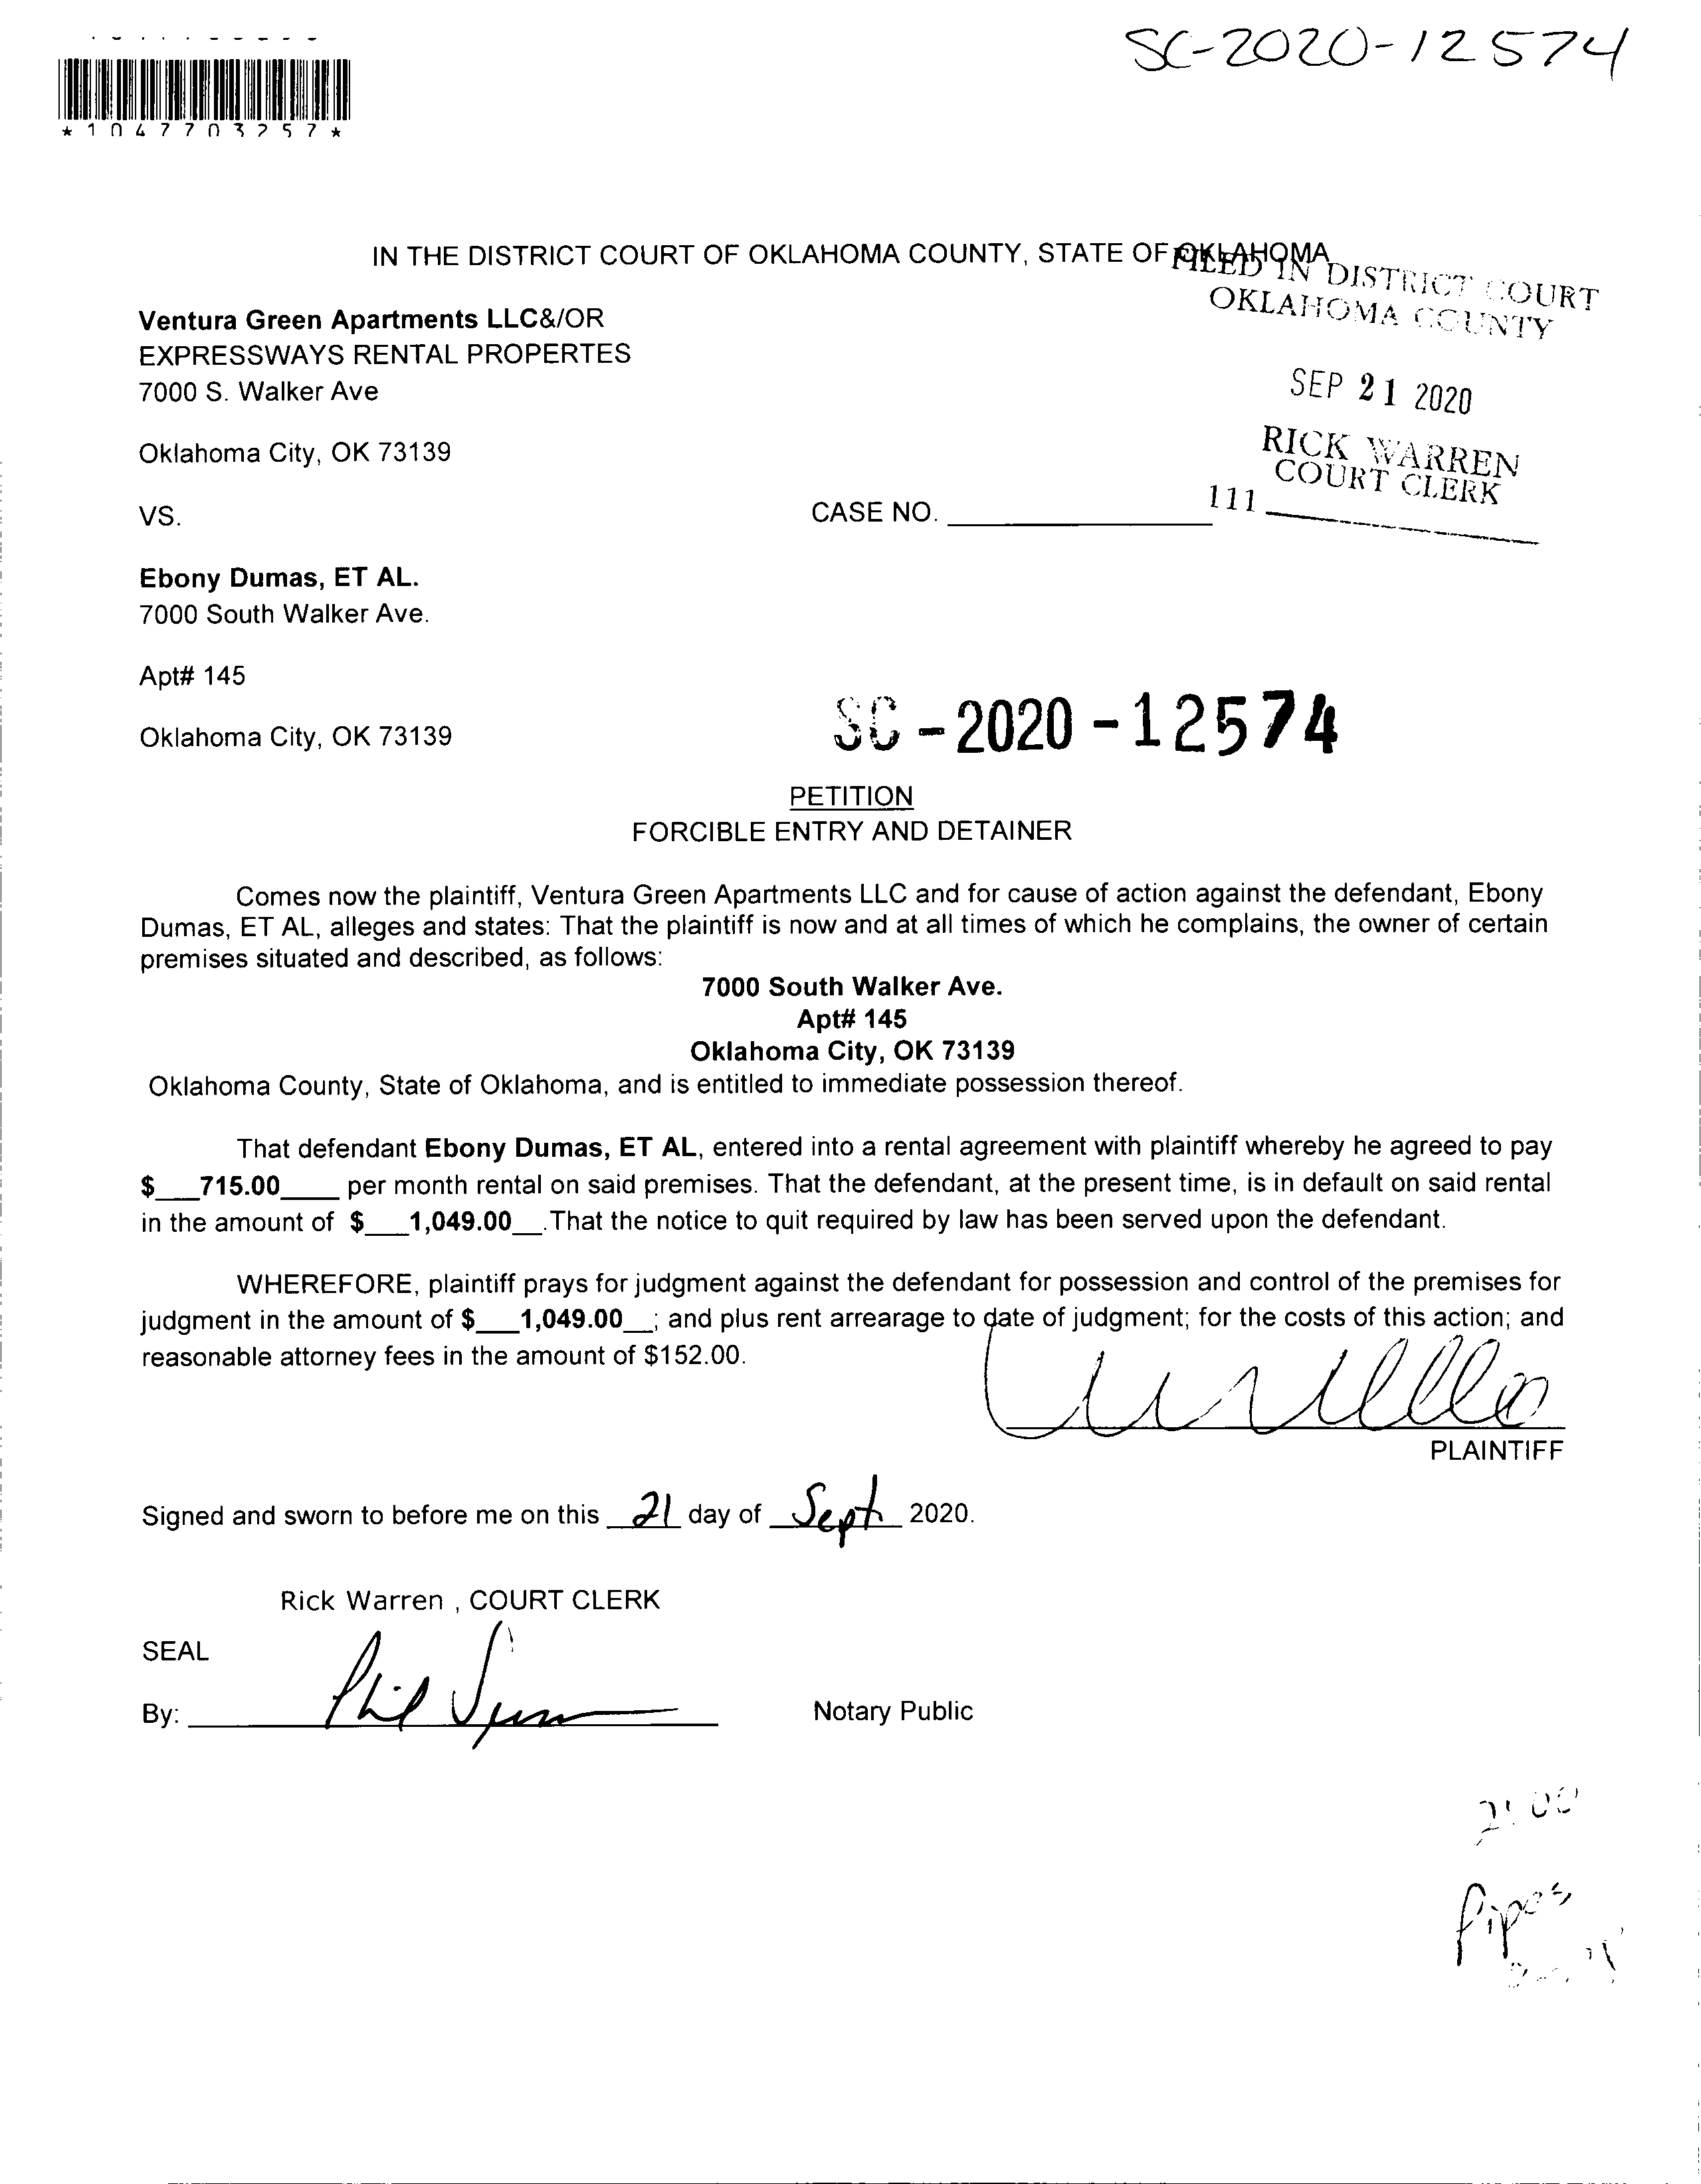 SC-2020-12574
*1047703257*
IN THE DISTRICT COURT OF OKLAHOMA COUNTY, STATE OF OKLAHOMA
FILED IN DISTRICT COURT
OKLAHOMA COUNTY
Ventura Green Apartments LLC&/OR
EXPRESSWAYS RENTAL PROPERTES
7000 S. Walker Ave
SEP 21 2020
Oklahoma City, OK 73139
RICK WARREN
COURT CLERK
111
VS.
CASE NO.
Ebony Dumas, ET AL.
7000 South Walker Ave.
Apt# 145
Oklahoma City, OK 73139
SC-2020-12574
PETITION
FORCIBLE ENTRY AND DETAINER
Comes now the plaintiff, Ventura Green Apartments LLC and for cause of action against the defendant, Ebony
Dumas, ET AL, alleges and states: That the plaintiff is now and at all times of which he complains, the owner of certain
premises situated and described, as follows:
7000 South Walker Ave.
Apt# 145
Oklahoma City, OK 73139
Oklahoma County, State of Oklahoma, and is entitled to immediate possession thereof.
That defendant Ebony Dumas, ET AL, entered into a rental agreement with plaintiff whereby he agreed to pay
$___715.00____ per month rental on said premises. That the defendant, at the present time, is in default on said rental
in the amount of $___1,049.00__.That the notice to quit required by law has been served upon the defendant.
WHEREFORE, plaintiff prays for judgment against the defendant for possession and control of the premises for
judgment in the amount of $___1,049.00__; and plus rent arrearage to date of judgment; for the costs of this action; and
reasonable attorney fees in the amount of $152.00.
PLAINTIFF
Signed and sworn to before me on this 21 day of Sept 2020.
Rick Warren , COURT CLERK
SEAL
By:
Notary Public